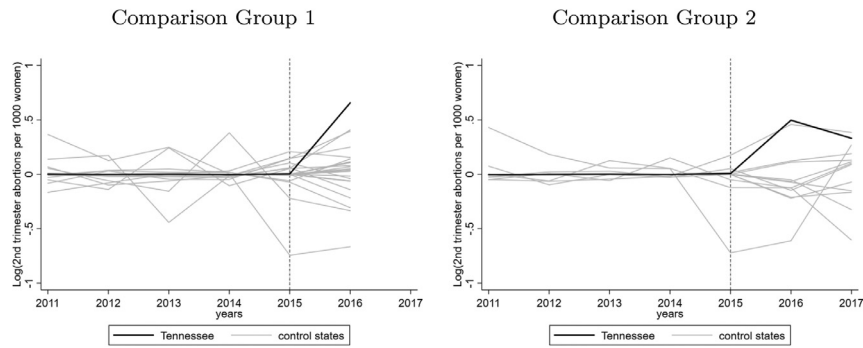 Comparison Group 1
Log(2nd trimester abortions per 1000 women)
1
.5
0
-.5
-1
2011 2012 2013 2014 2015 2016 2017
years
Tennessee control states
Comparison Group 2
Log(2nd trimester abortions per 1000 women)
1
.5
0
-.5
-1
2011 2012 2013 2014 2015 2016 2017
years
Tennessee control states